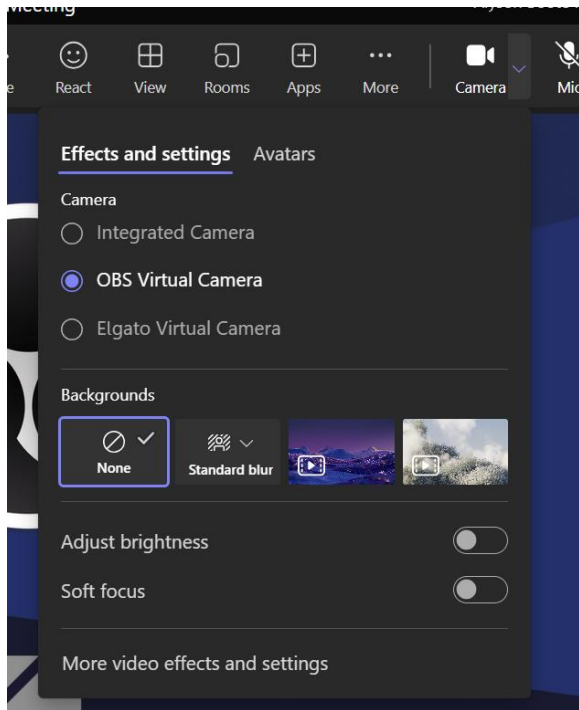 React
View
Rooms
Apps
More
Camera
Effects and settings
Avatars
Camera
Integrated Camera
OBS Virtual Camera
Elgato Virtual Camera
Backgrounds
None
Standard blur
Adjust brightness
Soft focus
More video effects and settings